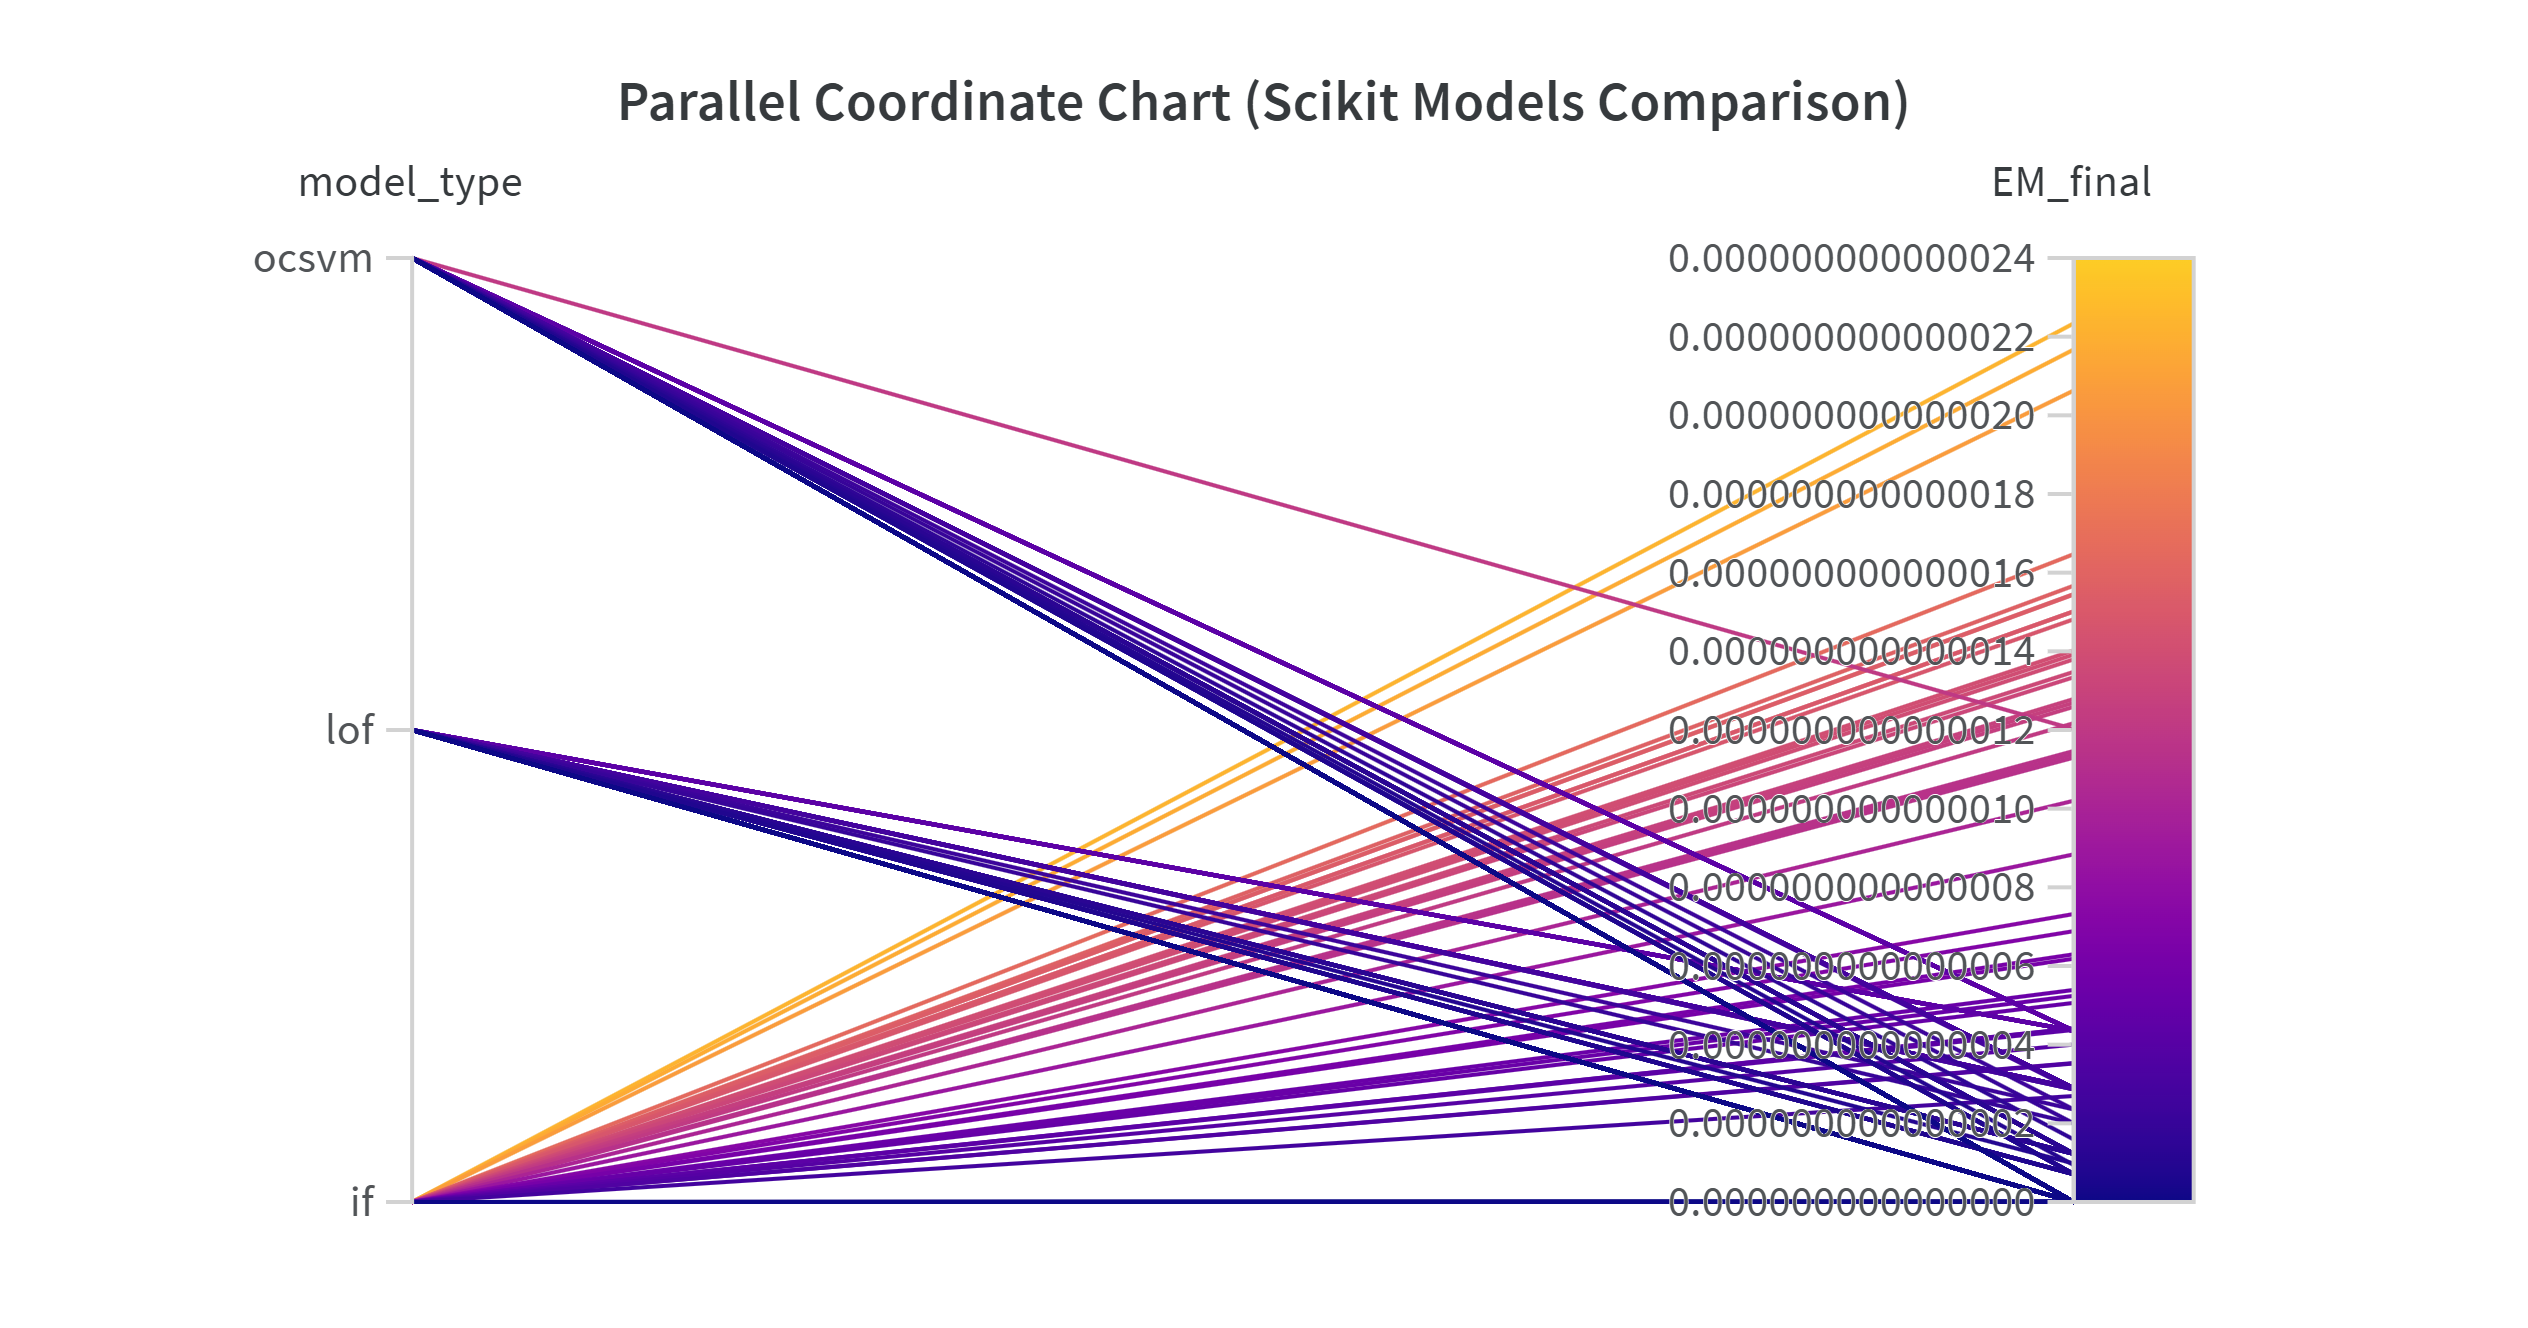 Parallel Coordinate Chart (Scikit Models Comparison)
model_type
EM_final
ocsvm
lof
if
0.000000000000024
0.000000000000022
0.000000000000020
0.000000000000018
0.000000000000016
0.000000000000014
0.000000000000012
0.000000000000010
0.000000000000008
0.000000000000006
0.000000000000004
0.000000000000002
0.000000000000000